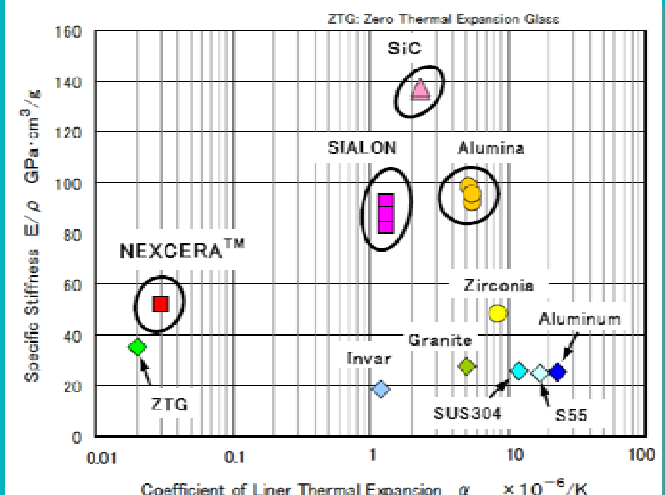 ZTG: Zero Thermal Expansion Glass
160
SiC
140
120
SIALON
Alumina
100
80
NEXCERA™
60
Zirconia
Aluminum
40
Granite
Invar
20
ZTG
SUS304
S55
0
0.01
0.1
1
10
100
Specific Stiffness E/ρ GPa·cm³/g
Coefficient of Liner Thermal Expansion α ×10⁻⁶/K